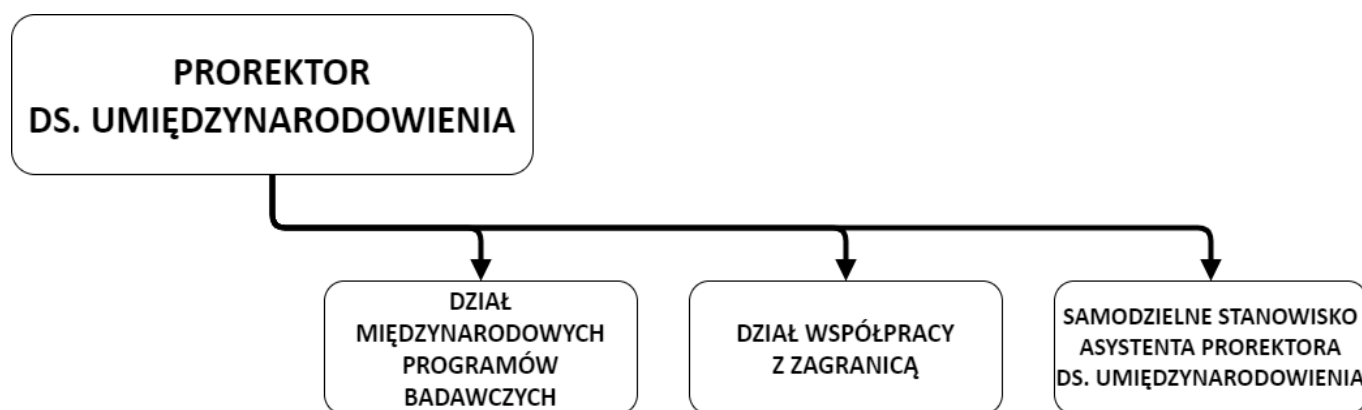 PROREKTOR
DS. UMIĘDZYNARODOWIENIA
DZIAŁ
MIĘDZYNARODOWYCH
PROGRAMÓW
BADAWCZYCH
DZIAŁ WSPÓŁPRACY
Z ZAGRANICĄ
SAMODZIELNE STANOWISKO
ASYSTENTA PROREKTORA
DS. UMIĘDZYNARODOWIENIA